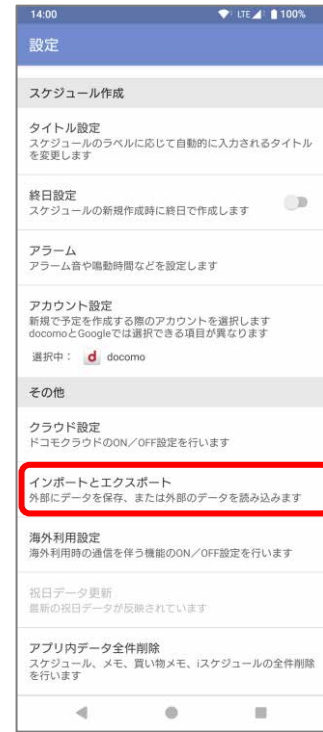 14:00 LTE 100%
設定
スケジュール作成
タイトル設定
スケジュールのラベルに応じて自動的に入力されるタイトル
を変更します
終日設定
スケジュールの新規作成時に終日で作成します
アラーム
アラーム音や鳴動時間などを設定します
アカウント設定
新規で予定を作成する際のアカウントを選択します
docomoとGoogleでは選択できる項目が異なります
選択中： d docomo
その他
クラウド設定
ドコモクラウドのON／OFF設定を行います
インポートとエクスポート
外部にデータを保存、または外部のデータを読み込みます
海外利用設定
海外利用時の通信を伴う機能のON／OFF設定を行います
祝日データ更新
最新の祝日データが反映されています
アプリ内データ全件削除
スケジュール、メモ、買い物メモ、iスケジュールの全件削除
を行います